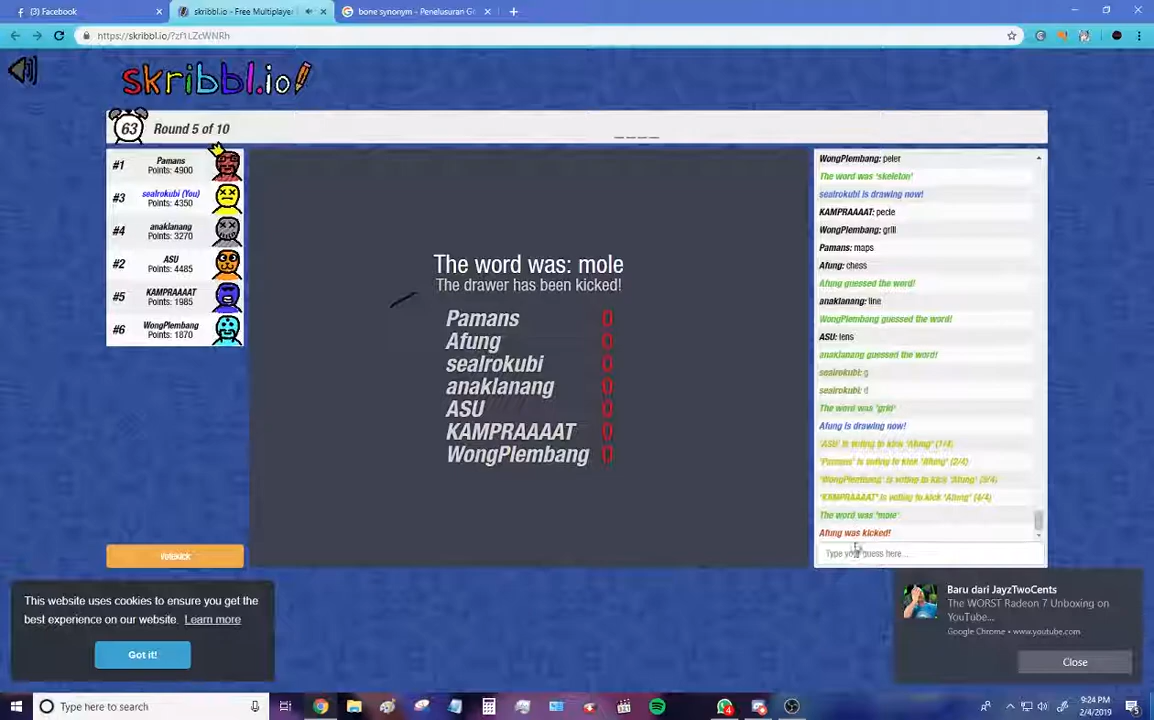 (3) Facebook
skribbl.io - Free Multiplayer
bone synonym - Penelusuran G
https://skribbl.io/?zf1LZcWNRh
skribbl.io
63
Round 5 of 10
_ _ _ _
#1
Pamans
Points: 4900
#3
sealrokubi (You)
Points: 4350
#4
anaklanang
Points: 3270
#2
ASU
Points: 4485
#5
KAMPRAAAAT
Points: 1985
#6
WongPlembang
Points: 1870
Votekick
The word was: mole
The drawer has been kicked!
Pamans 0
Afung 0
sealrokubi 0
anaklanang 0
ASU 0
KAMPRAAAAT 0
WongPlembang 0
WongPlembang: peler
The word was 'skeleton'
sealrokubi is drawing now!
KAMPRAAAAT: pecle
WongPlembang: grill
Pamans: maps
Afung: chess
Afung guessed the word!
anaklanang: line
WongPlembang guessed the word!
ASU: lens
anaklanang guessed the word!
sealrokubi: g
sealrokubi: d
The word was 'grid'
Afung is drawing now!
'ASU' is voting to kick 'Afung' (1/4)
'Pamans' is voting to kick 'Afung' (2/4)
'WongPlembang' is voting to kick 'Afung' (3/4)
'KAMPRAAAAT' is voting to kick 'Afung' (4/4)
The word was 'mole'
Afung was kicked!
Type your guess here...
This website uses cookies to ensure you get the
best experience on our website. Learn more
Got it!
Baru dari JayzTwoCents
The WORST Radeon 7 Unboxing on
YouTube...
Google Chrome • www.youtube.com
Close
Type here to search
4
9:24 PM
2/4/2019